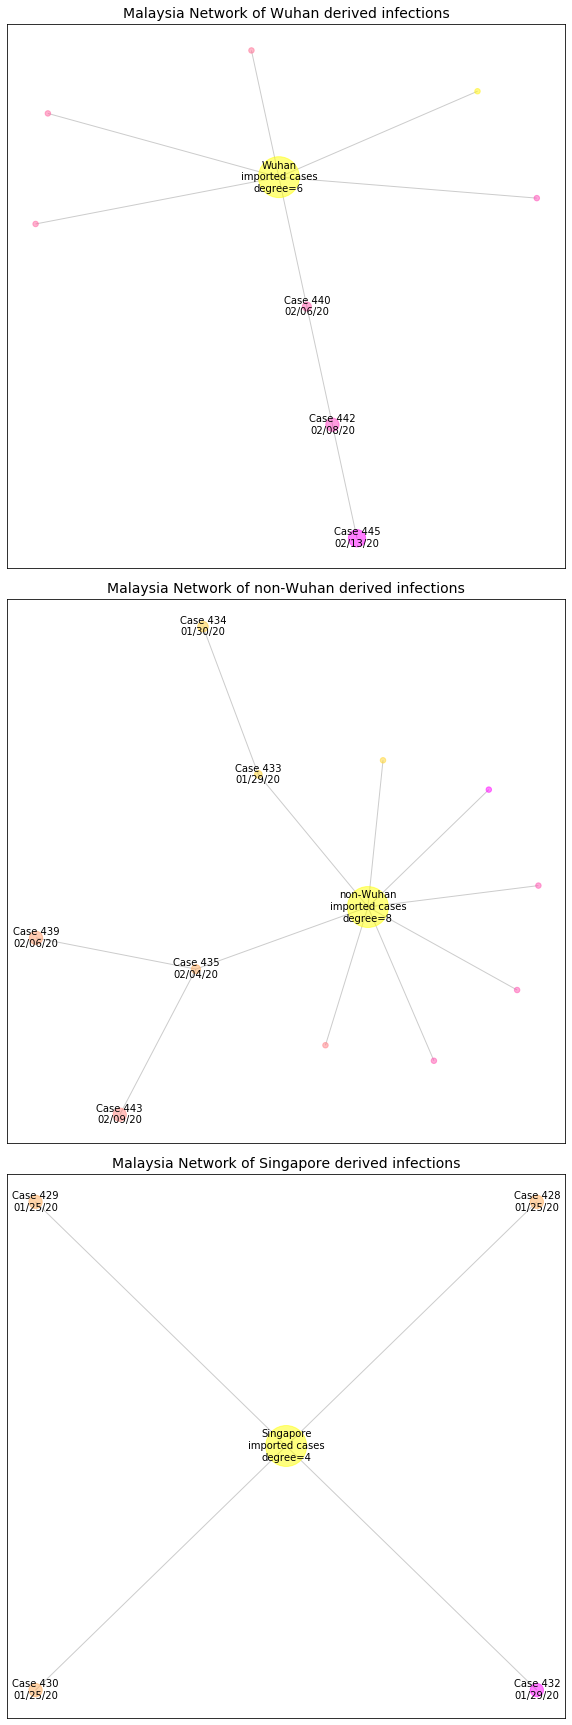 Malaysia Network of Wuhan derived infections
Wuhan
imported cases
degree=6
Case 440
02/06/20
Case 442
02/08/20
Case 445
02/13/20
Malaysia Network of non-Wuhan derived infections
Case 434
01/30/20
Case 433
01/29/20
non-Wuhan
imported cases
degree=8
Case 439
02/06/20
Case 435
02/04/20
Case 443
02/09/20
Malaysia Network of Singapore derived infections
Case 429
01/25/20
Case 428
01/25/20
Singapore
imported cases
degree=4
Case 430
01/25/20
Case 432
01/29/20